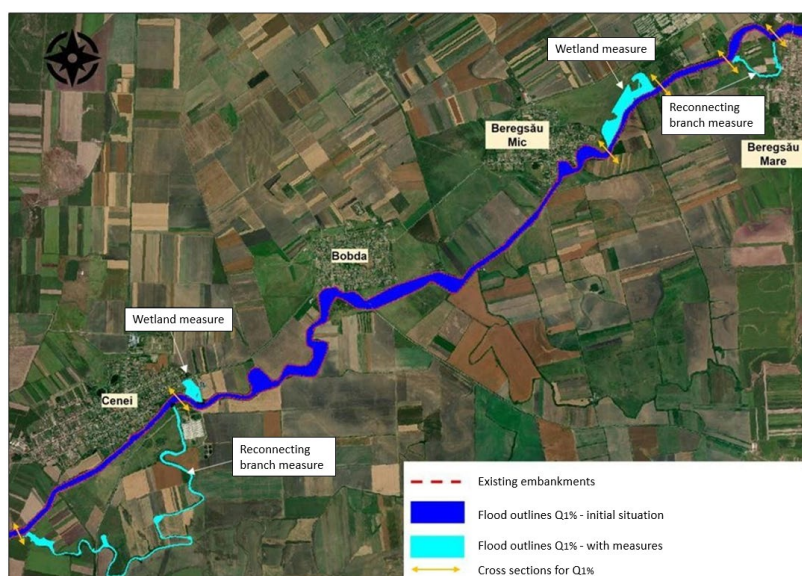 Wetland measure
Reconnecting
branch measure
Beregsău
Mic
Beregsău
Mare
Bobda
Wetland measure
Cenei
Reconnecting
branch measure
Existing embankments
Flood outlines Q1% - initial situation
Flood outlines Q1% - with measures
Cross sections for Q1%